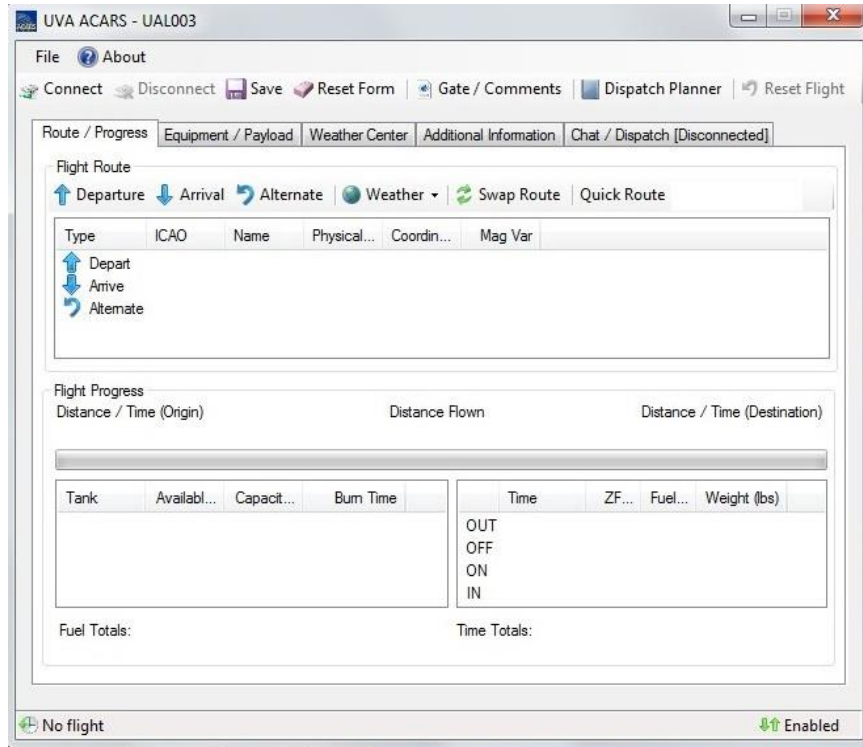 UVA ACARS - UAL003
File About
Connect Disconnect Save Reset Form Gate / Comments Dispatch Planner Reset Flight
Route / Progress Equipment / Payload Weather Center Additional Information Chat / Dispatch [Disconnected]
Flight Route
Departure Arrival Alternate Weather Swap Route Quick Route
Type ICAO Name Physical... Coordin... Mag Var
Depart
Arrive
Alternate
Flight Progress
Distance / Time (Origin) Distance Flown Distance / Time (Destination)
Tank Availabl... Capacit... Burn Time Time ZF... Fuel... Weight (lbs)
OUT
OFF
ON
IN
Fuel Totals: Time Totals:
No flight Enabled